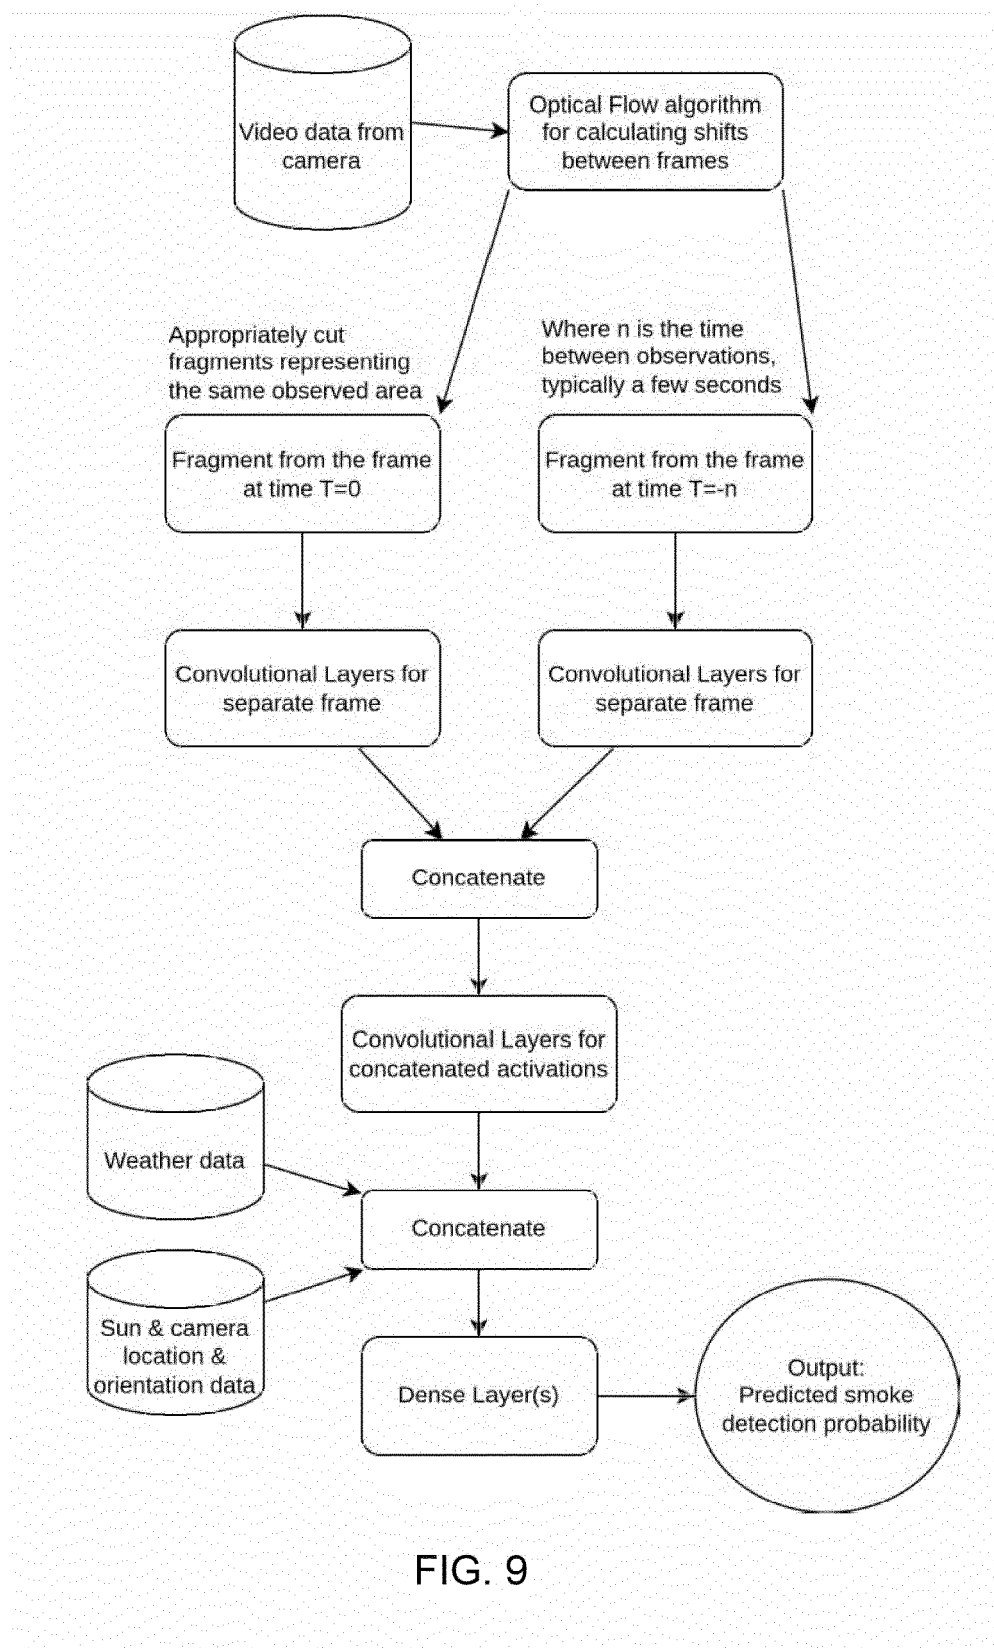 Video data from
camera
Optical Flow algorithm
for calculating shifts
between frames
Appropriately cut
fragments representing
the same observed area
Where n is the time
between observations,
typically a few seconds
Fragment from the frame
at time T=0
Fragment from the frame
at time T=-n
Convolutional Layers for
separate frame
Convolutional Layers for
separate frame
Concatenate
Convolutional Layers for
concatenated activations
Weather data
Concatenate
Sun & camera
location &
orientation data
Dense Layer(s)
Output:
Predicted smoke
detection probability
FIG. 9